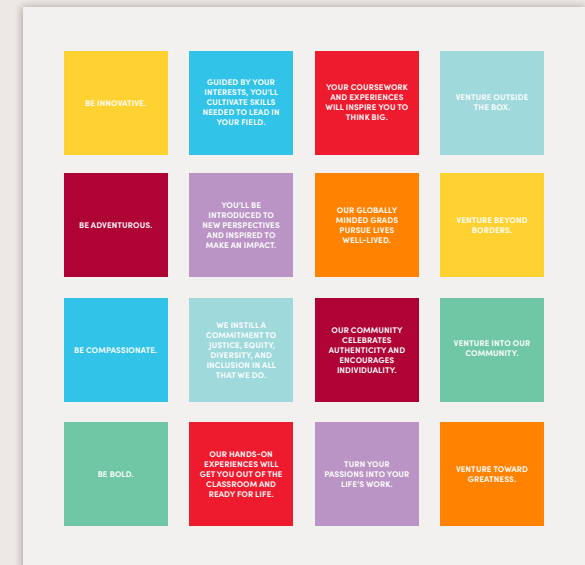 BE INNOVATIVE.
GUIDED BY YOUR
INTERESTS, YOU'LL
CULTIVATE SKILLS
NEEDED TO LEAD IN
YOUR FIELD.
YOUR COURSEWORK
AND EXPERIENCES
WILL INSPIRE YOU TO
THINK BIG.
VENTURE OUTSIDE
THE BOX.
BE ADVENTUROUS.
YOU'LL BE
INTRODUCED TO
NEW PERSPECTIVES
AND INSPIRED TO
MAKE AN IMPACT.
OUR GLOBALLY
MINDED GRADS
PURSUE LIVES
WELL-LIVED.
VENTURE BEYOND
BORDERS.
BE COMPASSIONATE.
WE INSTILL A
COMMITMENT TO
JUSTICE, EQUITY,
DIVERSITY, AND
INCLUSION IN ALL
THAT WE DO.
OUR COMMUNITY
CELEBRATES
AUTHENTICITY AND
ENCOURAGES
INDIVIDUALITY.
VENTURE INTO OUR
COMMUNITY.
BE BOLD.
OUR HANDS-ON
EXPERIENCES WILL
GET YOU OUT OF THE
CLASSROOM AND
READY FOR LIFE.
TURN YOUR
PASSIONS INTO YOUR
LIFE'S WORK.
VENTURE TOWARD
GREATNESS.